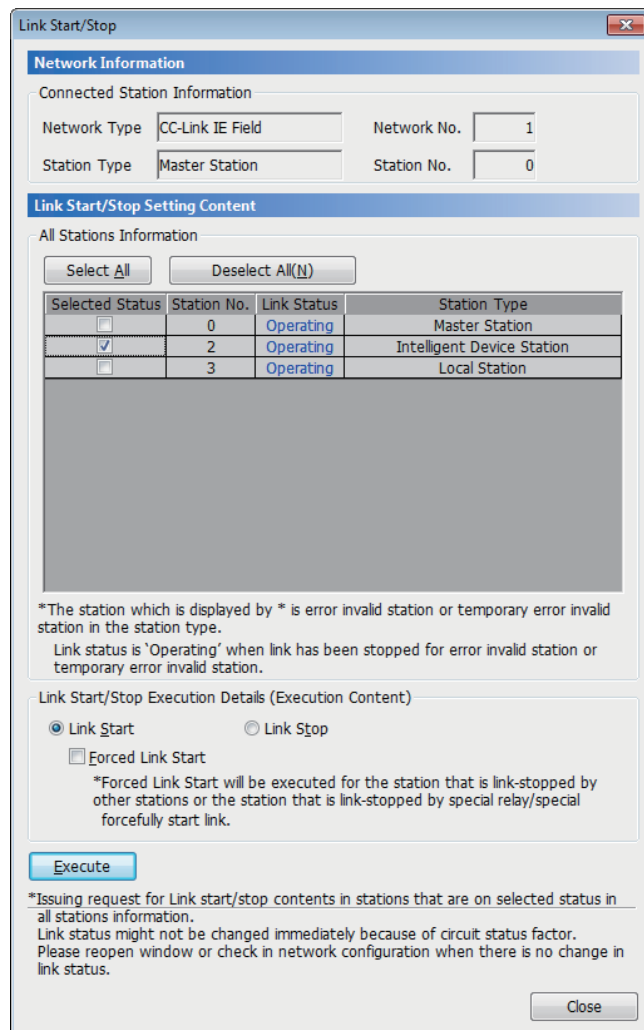 Link Start/Stop
Network Information
Connected Station Information
Network Type CC-Link IE Field Network No. 1
Station Type Master Station Station No. 0
Link Start/Stop Setting Content
All Stations Information
Select All Deselect All(N)
Selected Status Station No. Link Status Station Type
0 Operating Master Station
2 Operating Intelligent Device Station
3 Operating Local Station
*The station which is displayed by * is error invalid station or temporary error invalid
station in the station type.
Link status is ‵Operating’ when link has been stopped for error invalid station or
temporary error invalid station.
Link Start/Stop Execution Details (Execution Content)
Link Start Link Stop
Forced Link Start
*Forced Link Start will be executed for the station that is link-stopped by
other stations or the station that is link-stopped by special relay/special
forcefully start link.
Execute
*Issuing request for Link start/stop contents in stations that are on selected status in
all stations information.
Link status might not be changed immediately because of circuit status factor.
Please reopen window or check in network configuration when there is no change in
link status.
Close